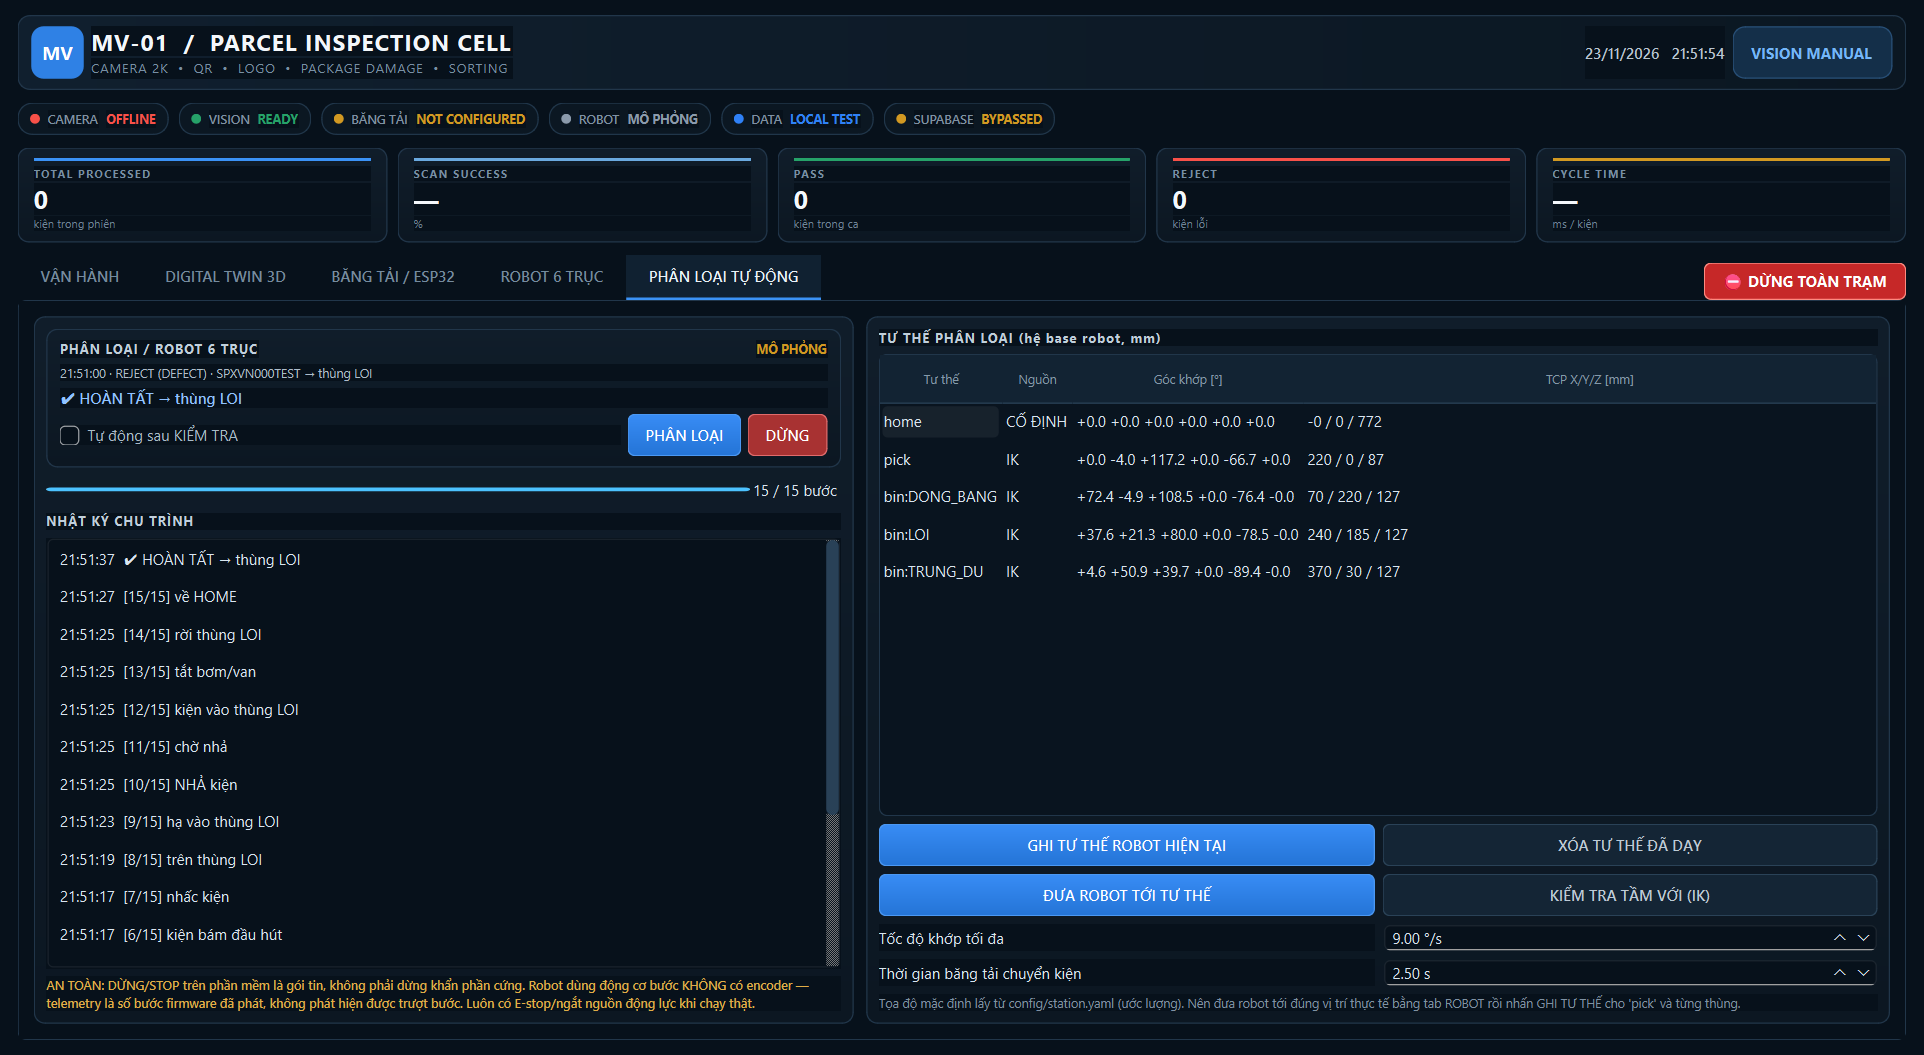 MV
MV-01 / PARCEL INSPECTION CELL
CAMERA 2K • QR • LOGO • PACKAGE DAMAGE • SORTING
23/11/2026 21:51:54
VISION MANUAL
CAMERA OFFLINE
VISION READY
BĂNG TẢI NOT CONFIGURED
ROBOT MÔ PHỎNG
DATA LOCAL TEST
SUPABASE BYPASSED
TOTAL PROCESSED
0
kiện trong phiên
SCAN SUCCESS
—
%
PASS
0
kiện trong ca
REJECT
0
kiện lỗi
CYCLE TIME
—
ms / kiện
VẬN HÀNH
DIGITAL TWIN 3D
BĂNG TẢI / ESP32
ROBOT 6 TRỤC
PHÂN LOẠI TỰ ĐỘNG
⛔ DỪNG TOÀN TRẠM
PHÂN LOẠI / ROBOT 6 TRỤC
MÔ PHỎNG
21:51:00 · REJECT (DEFECT) · SPXVN000TEST → thùng LOI
✔ HOÀN TẤT → thùng LOI
Tự động sau KIỂM TRA
PHÂN LOẠI
DỪNG
15 / 15 bước
NHẬT KÝ CHU TRÌNH
21:51:37 ✔ HOÀN TẤT → thùng LOI
21:51:27 [15/15] về HOME
21:51:25 [14/15] rời thùng LOI
21:51:25 [13/15] tắt bơm/van
21:51:25 [12/15] kiện vào thùng LOI
21:51:25 [11/15] chờ nhả
21:51:25 [10/15] NHẢ kiện
21:51:23 [9/15] hạ vào thùng LOI
21:51:19 [8/15] trên thùng LOI
21:51:17 [7/15] nhấc kiện
21:51:17 [6/15] kiện bám đầu hút
AN TOÀN: DỪNG/STOP trên phần mềm là gói tin, không phải dừng khẩn phần cứng. Robot dùng động cơ bước KHÔNG có encoder —
telemetry là số bước firmware đã phát, không phát hiện được trượt bước. Luôn có E-stop/ngắt nguồn động lực khi chạy thật.
TƯ THẾ PHÂN LOẠI (hệ base robot, mm)
Tư thế Nguồn Góc khớp [°] TCP X/Y/Z [mm]
home CỐ ĐỊNH +0.0 +0.0 +0.0 +0.0 +0.0 +0.0 -0 / 0 / 772
pick IK +0.0 -4.0 +117.2 +0.0 -66.7 +0.0 220 / 0 / 87
bin:DONG_BANG IK +72.4 -4.9 +108.5 +0.0 -76.4 -0.0 70 / 220 / 127
bin:LOI IK +37.6 +21.3 +80.0 +0.0 -78.5 -0.0 240 / 185 / 127
bin:TRUNG_DU IK +4.6 +50.9 +39.7 +0.0 -89.4 -0.0 370 / 30 / 127
GHI TƯ THẾ ROBOT HIỆN TẠI
XÓA TƯ THẾ ĐÃ DẠY
ĐƯA ROBOT TỚI TƯ THẾ
KIỂM TRA TẦM VỚI (IK)
Tốc độ khớp tối đa
9.00 °/s
Thời gian băng tải chuyển kiện
2.50 s
Tọa độ mặc định lấy từ config/station.yaml (ước lượng). Nên đưa robot tới đúng vị trí thực tế bằng tab ROBOT rồi nhấn GHI TƯ THẾ cho 'pick' và từng thùng.